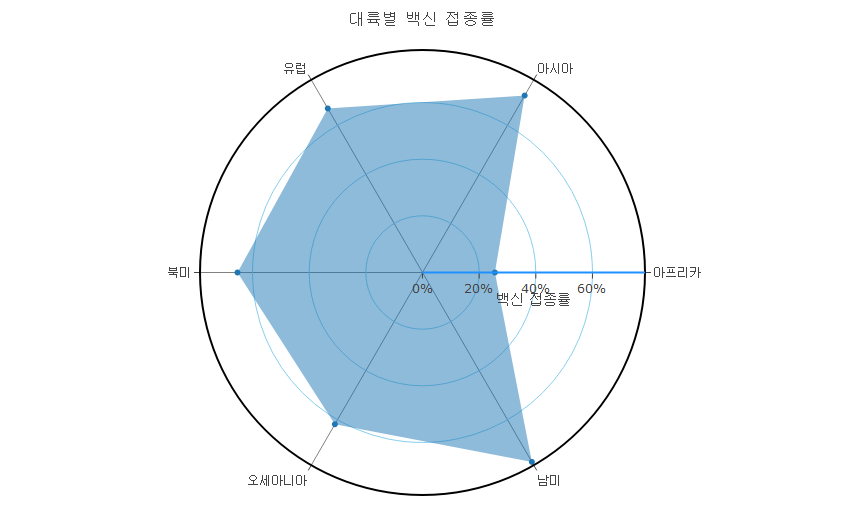 대륙별 백신 접종률
유럽
아시아
북미
아프리카
0%
20%
40%
60%
백신 접종률
오세아니아
남미